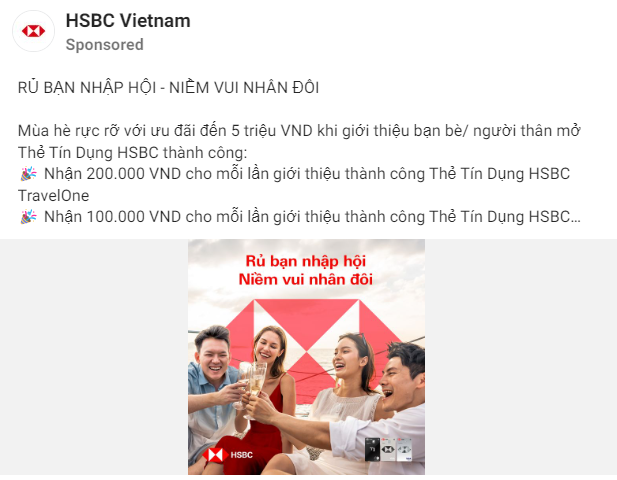 HSBC Vietnam
Sponsored
RỦ BẠN NHẬP HỘI - NIỀM VUI NHÂN ĐÔI
Mùa hè rực rỡ với ưu đãi đến 5 triệu VND khi giới thiệu bạn bè/ người thân mở
Thẻ Tín Dụng HSBC thành công:
🎉 Nhận 200.000 VND cho mỗi lần giới thiệu thành công Thẻ Tín Dụng HSBC
TravelOne
🎉 Nhận 100.000 VND cho mỗi lần giới thiệu thành công Thẻ Tín Dụng HSBC...
Rủ bạn nhập hội
Niềm vui nhân đôi
HSBC